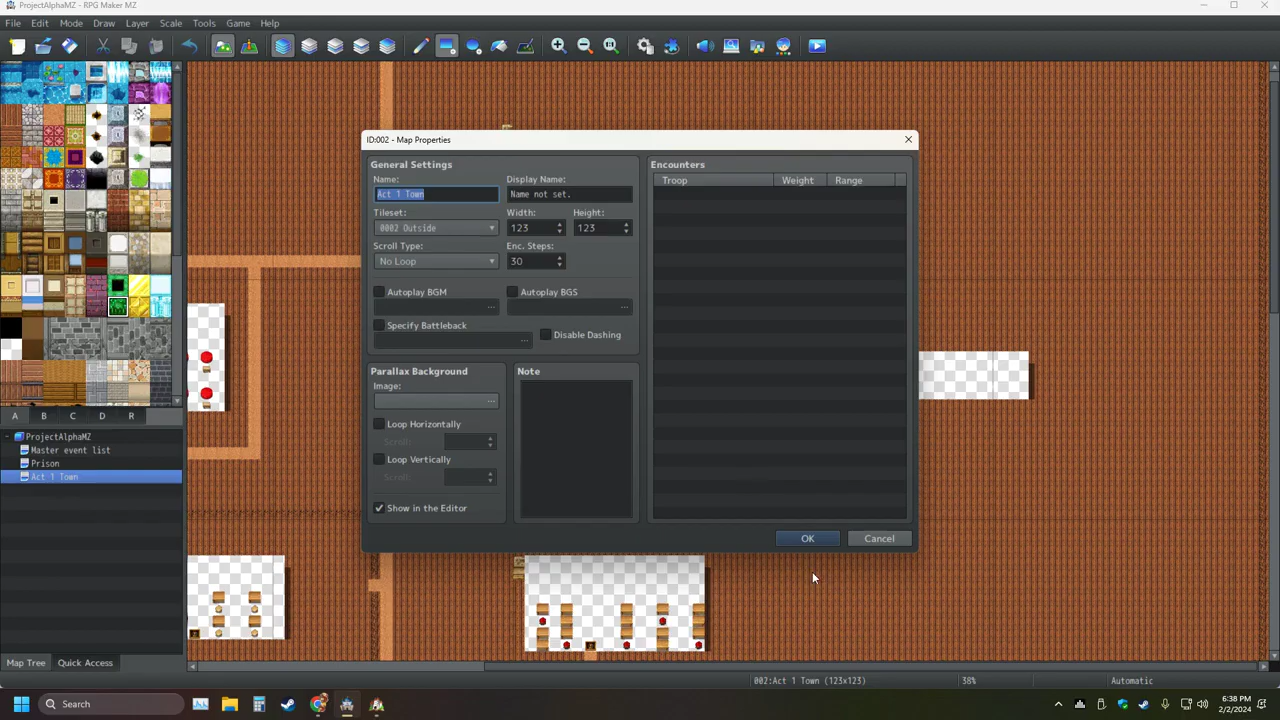 ProjectAlphaMZ - RPG Maker MZ
File Edit Mode Draw Layer Scale Tools Game Help
ID:002 - Map Properties
General Settings
Name:
Display Name:
Act 1 Town
Name not set.
Tileset:
Width:
Height:
0002 Outside
123
123
Scroll Type:
Enc. Steps:
No Loop
30
Autoplay BGM
Autoplay BGS
...
...
Specify Battleback
...
Disable Dashing
Parallax Background
Image:
...
Loop Horizontally
Scroll:
Loop Vertically
Scroll:
Show in the Editor
Note
Encounters
Troop Weight Range
OK
Cancel
A B C D R
ProjectAlphaMZ
Master event list
Prison
Act 1 Town
Map Tree
Quick Access
002:Act 1 Town (123x123)
38%
Automatic
Search
6:38 PM
2/2/2024